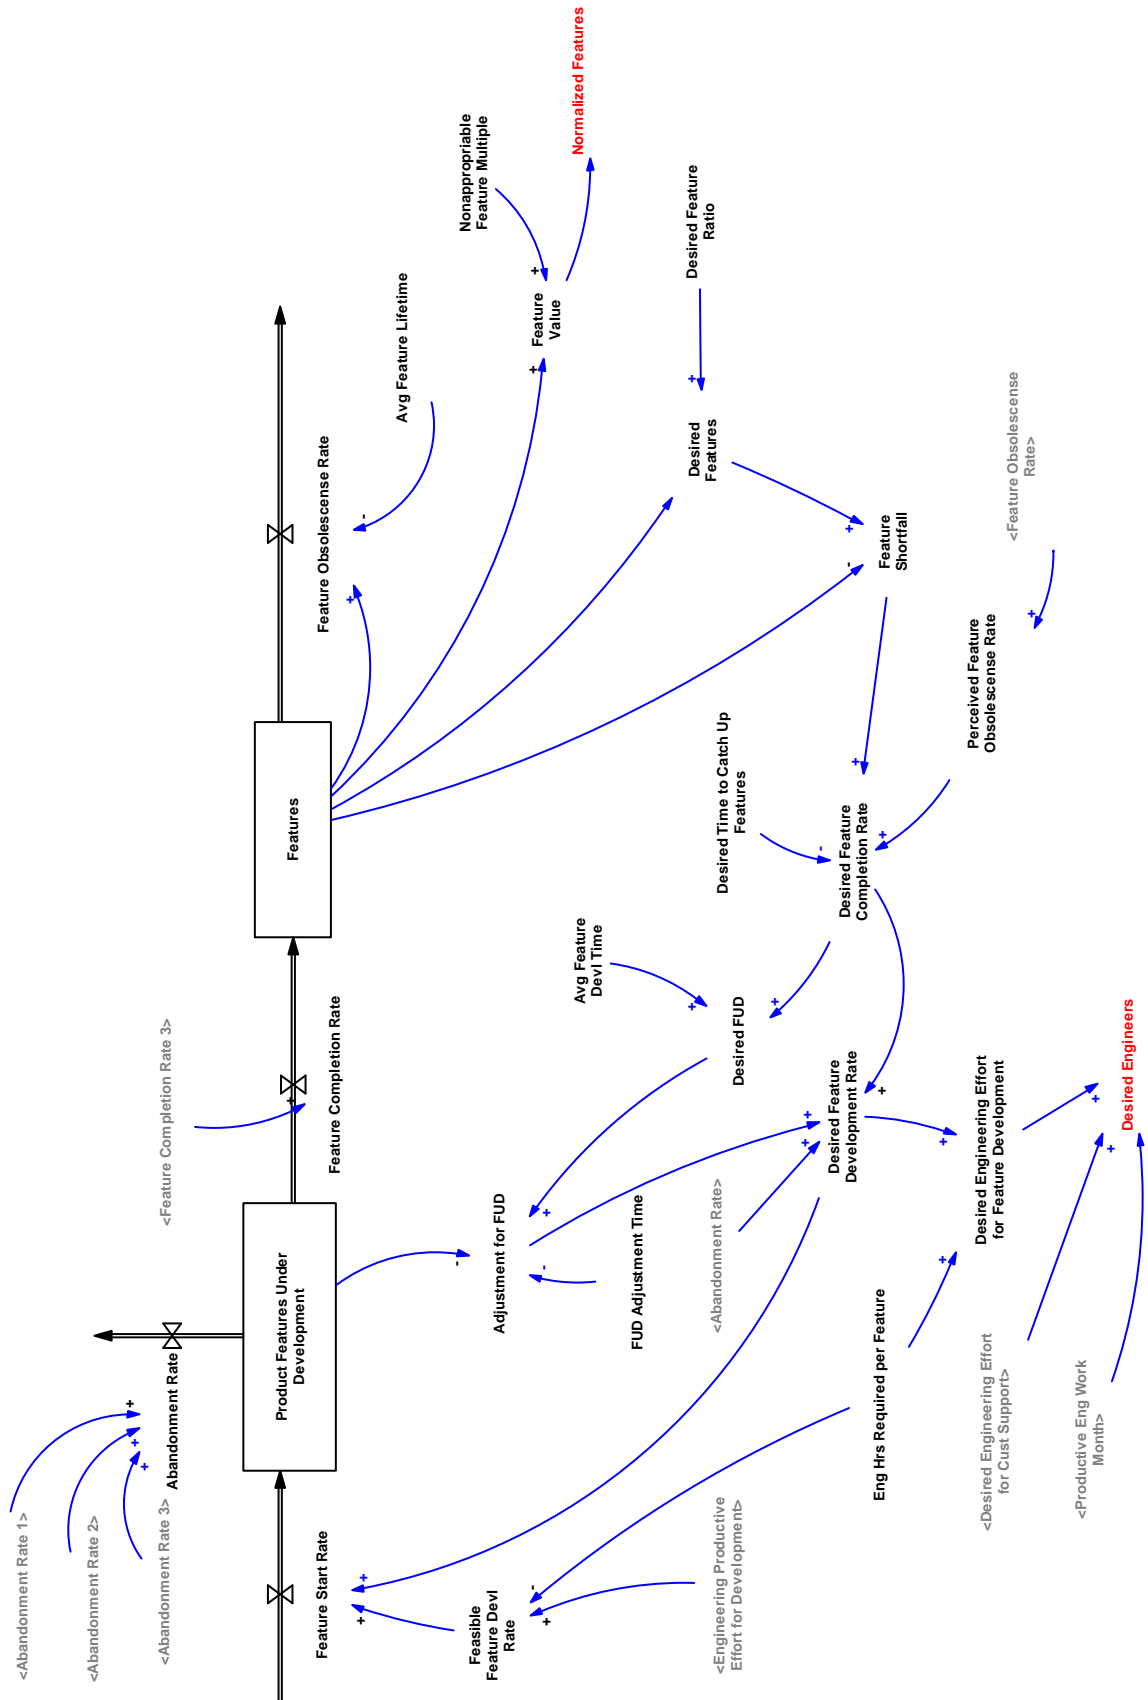 <Abandonment Rate 1>
<Abandonment Rate 2>
<Abandonment Rate 3>
Abandonment Rate
<Feature Completion Rate 3>
Feature Start Rate
Product Features Under
Development
Feature Completion Rate
+
Features
Feature Obsolescense Rate
Avg Feature Lifetime
Nonappropriable
Feature Multiple
Normalized Features
Feature
Value
Feasible
Feature Devl
Rate
Adjustment for FUD
Avg Feature
Devl Time
FUD Adjustment Time
Desired FUD
Desired Time to Catch Up
Features
Desired
Features
Desired Feature
Ratio
<Engineering Productive
Effort for Development>
<Abandonment Rate>
Desired Feature
Development Rate
Desired Feature
Completion Rate
Feature
Shortfall
Eng Hrs Required per Feature
Desired Engineering Effort
for Feature Development
Perceived Feature
Obsolescense Rate
<Feature Obsolescense
Rate>
<Desired Engineering Effort
for Cust Support>
<Productive Eng Work
Month>
Desired Engineers